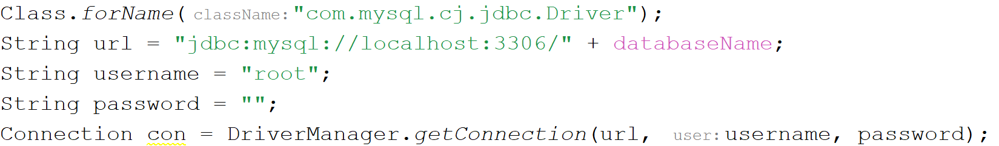 Class.forName( className: "com.mysql.cj.jdbc.Driver");
String url = "jdbc:mysql://localhost:3306/" + databaseName;
String username = "root";
String password = "";
Connection con = DriverManager.getConnection(url, user: username, password);